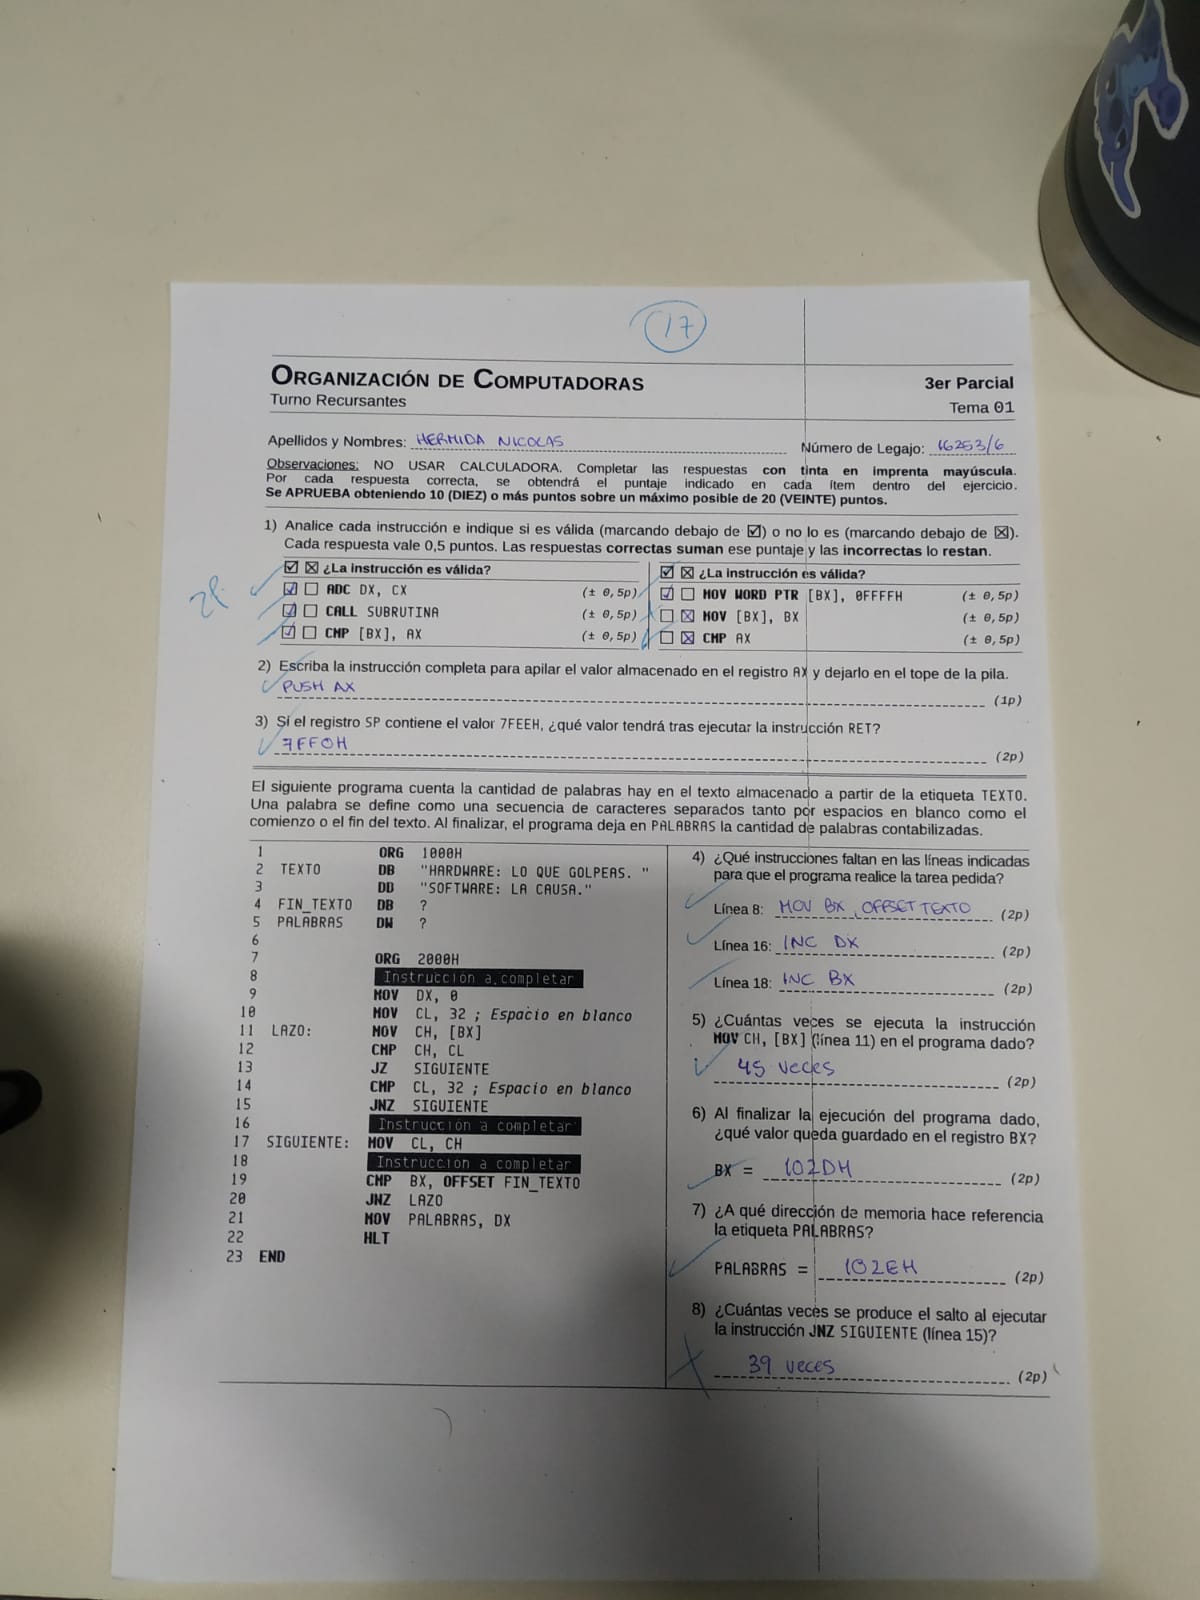 17
ORGANIZACIÓN DE COMPUTADORAS
3er Parcial
Turno Recursantes
Tema 01
Apellidos y Nombres: HERMIDA NICOLAS Número de Legajo: 16253/6
Observaciones: NO USAR CALCULADORA. Completar las respuestas con tinta en imprenta mayúscula.
Por cada respuesta correcta, se obtendrá el puntaje indicado en cada ítem dentro del ejercicio.
Se APRUEBA obteniendo 10 (DIEZ) o más puntos sobre un máximo posible de 20 (VEINTE) puntos.
1) Analice cada instrucción e indique si es válida (marcando debajo de ☑) o no lo es (marcando debajo de ☒).
Cada respuesta vale 0,5 puntos. Las respuestas correctas suman ese puntaje y las incorrectas lo restan.
☑ ☒ ¿La instrucción es válida?
☑ ☐ ADC DX, CX (± 0,5p)
☑ ☐ CALL SUBRUTINA (± 0,5p)
☑ ☐ CMP [BX], AX (± 0,5p)
☑ ☒ ¿La instrucción es válida?
☑ ☐ MOV WORD PTR [BX], 0FFFFH (± 0,5p)
☐ ☒ MOV [BX], BX (± 0,5p)
☐ ☒ CMP AX (± 0,5p)
2) Escriba la instrucción completa para apilar el valor almacenado en el registro AX y dejarlo en el tope de la pila.
PUSH AX (1p)
3) Si el registro SP contiene el valor 7FEEH, ¿qué valor tendrá tras ejecutar la instrucción RET?
7FF0H (2p)
El siguiente programa cuenta la cantidad de palabras hay en el texto almacenado a partir de la etiqueta TEXTO.
Una palabra se define como una secuencia de caracteres separados tanto por espacios en blanco como el
comienzo o el fin del texto. Al finalizar, el programa deja en PALABRAS la cantidad de palabras contabilizadas.
1 ORG 1000H
2 TEXTO DB "HARDWARE: LO QUE GOLPEAS. "
3 DB "SOFTWARE: LA CAUSA."
4 FIN_TEXTO DB ?
5 PALABRAS DW ?
6
7 ORG 2000H
8 Instrucción a completar
9 MOV DX, 0
10 MOV CL, 32 ; Espacio en blanco
11 LAZO: MOV CH, [BX]
12 CMP CH, CL
13 JZ SIGUIENTE
14 CMP CL, 32 ; Espacio en blanco
15 JNZ SIGUIENTE
16 Instrucción a completar
17 SIGUIENTE: MOV CL, CH
18 Instrucción a completar
19 CMP BX, OFFSET FIN_TEXTO
20 JNZ LAZO
21 MOV PALABRAS, DX
22 HLT
23 END
4) ¿Qué instrucciones faltan en las líneas indicadas
para que el programa realice la tarea pedida?
Línea 8: MOV BX, OFFSET TEXTO (2p)
Línea 16: INC DX (2p)
Línea 18: INC BX (2p)
5) ¿Cuántas veces se ejecuta la instrucción
MOV CH, [BX] (línea 11) en el programa dado?
45 veces (2p)
6) Al finalizar la ejecución del programa dado,
¿qué valor queda guardado en el registro BX?
BX = 102DH (2p)
7) ¿A qué dirección de memoria hace referencia
la etiqueta PALABRAS?
PALABRAS = 102EH (2p)
8) ¿Cuántas veces se produce el salto al ejecutar
la instrucción JNZ SIGUIENTE (línea 15)?
39 veces (2p)